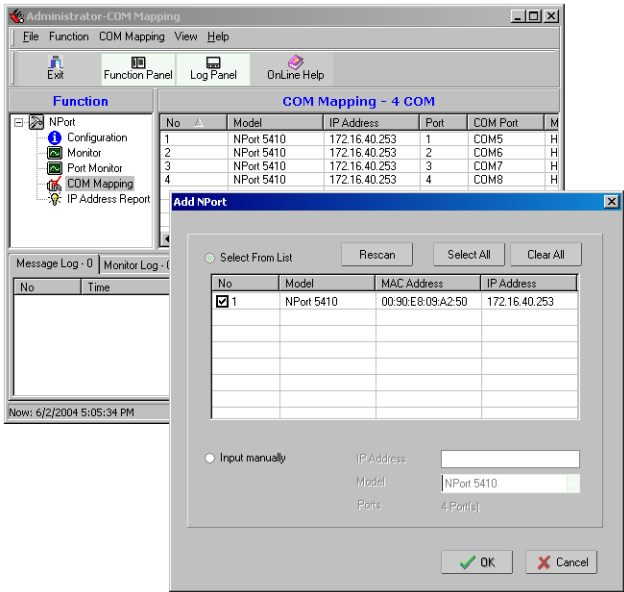 Administrator-COM Mapping
File Function COM Mapping View Help
Exit Function Panel Log Panel OnLine Help
Function
COM Mapping - 4 COM
NPort
Configuration
Monitor
Port Monitor
COM Mapping
IP Address Report
No Model IP Address Port COM Port M
1 NPort 5410 172.16.40.253 1 COM5 H
2 NPort 5410 172.16.40.253 2 COM6 H
3 NPort 5410 172.16.40.253 3 COM7 H
4 NPort 5410 172.16.40.253 4 COM8 H
Message Log - 0 Monitor Log - 0
No Time
Now: 6/2/2004 5:05:34 PM
Add NPort
Select From List Rescan Select All Clear All
No Model MAC Address IP Address
1 NPort 5410 00:90:E8:09:A2:50 172.16.40.253
Input manually IP Address
Model NPort 5410
Ports 4 Port(s)
OK Cancel